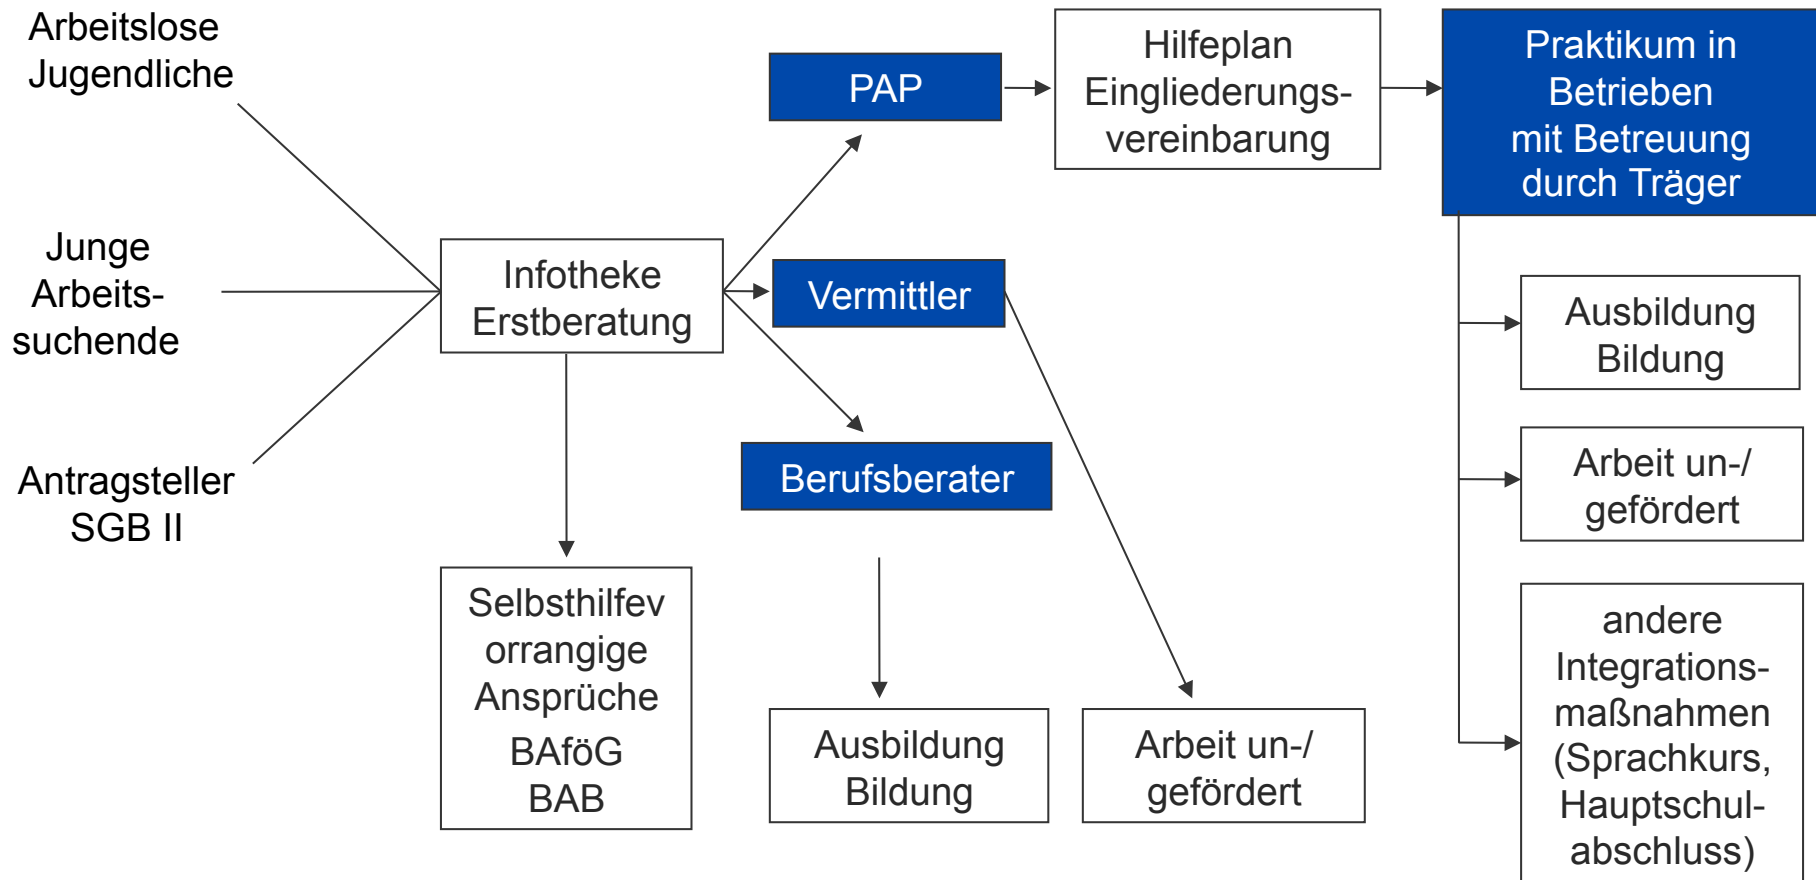 Arbeitslose
Jugendliche
Junge
Arbeits-
suchende
Antragsteller
SGB II
Infotheke
Erstberatung
Selbsthilfev
orrangige
Ansprüche
BAföG
BAB
PAP
Vermittler
Berufsberater
Ausbildung
Bildung
Arbeit un-/
gefördert
Hilfeplan
Eingliederungs-
vereinbarung
Praktikum in
Betrieben
mit Betreuung
durch Träger
Ausbildung
Bildung
Arbeit un-/
gefördert
andere
Integrations-
maßnahmen
(Sprachkurs,
Hauptschul-
abschluss)